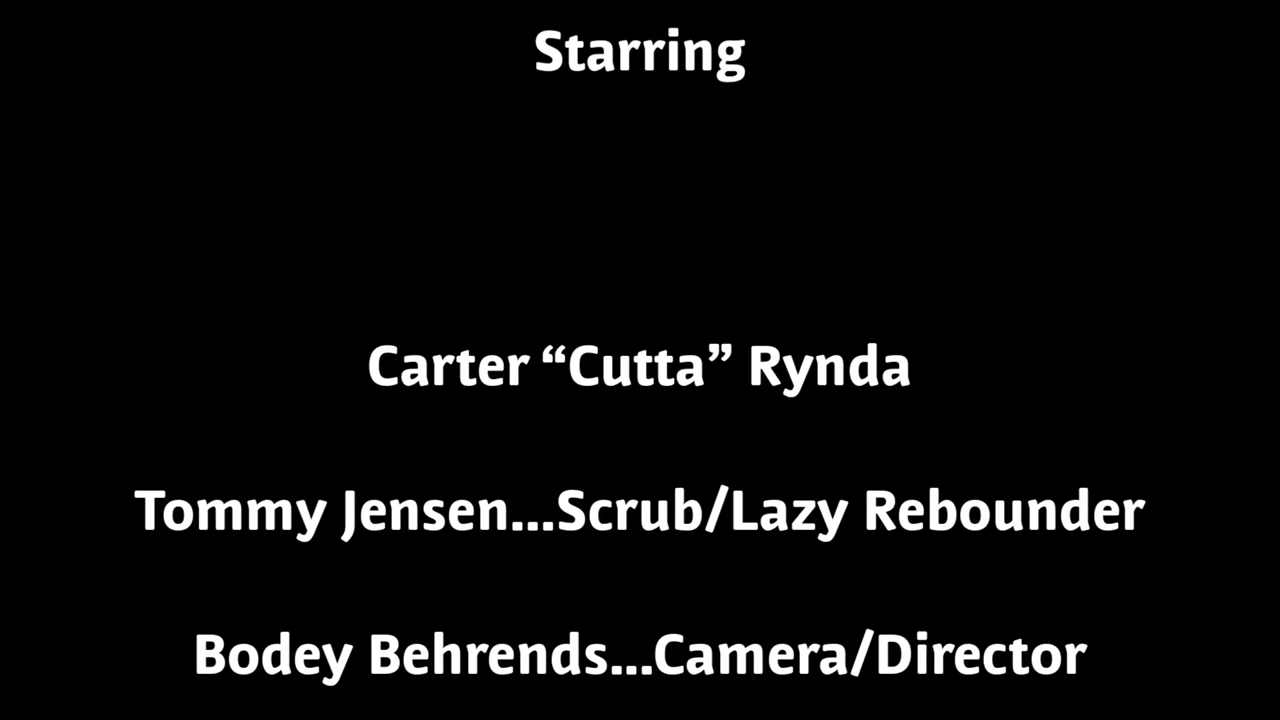 Starring
Carter “Cutta” Rynda
Tommy Jensen...Scrub/Lazy Rebounder
Bodey Behrends...Camera/Director